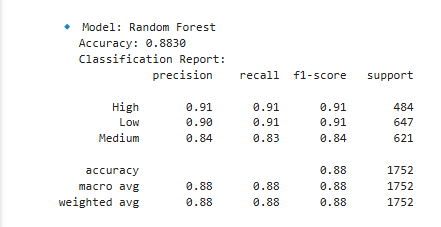 🔹 Model: Random Forest
Accuracy: 0.8830
Classification Report:
precision recall f1-score support
High 0.91 0.91 0.91 484
Low 0.90 0.91 0.91 647
Medium 0.84 0.83 0.84 621
accuracy 0.88 1752
macro avg 0.88 0.88 0.88 1752
weighted avg 0.88 0.88 0.88 1752